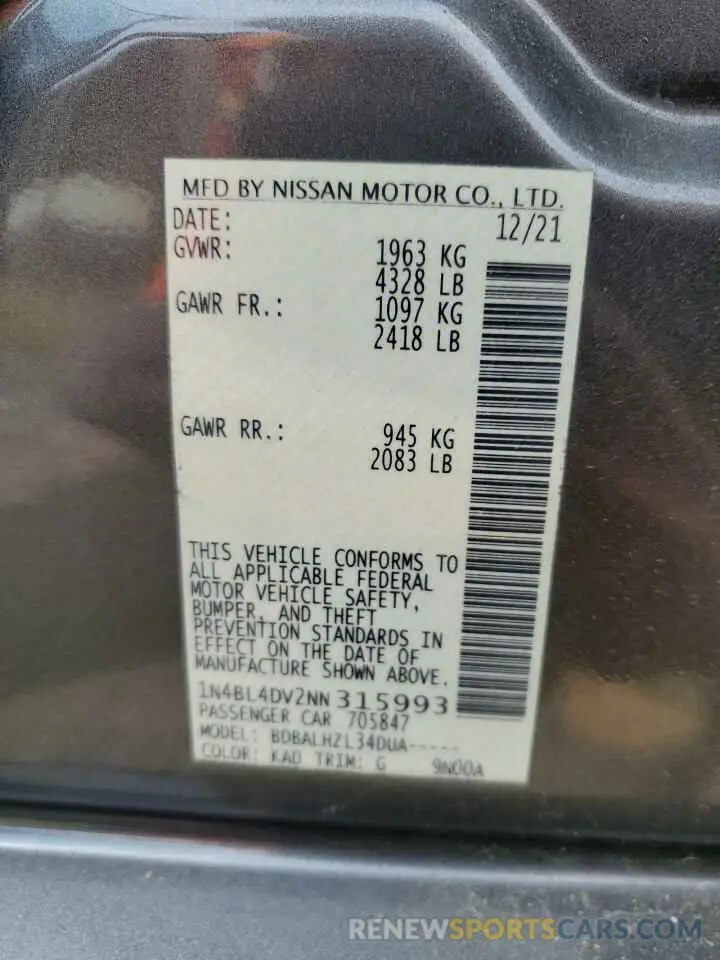 MFD BY NISSAN MOTOR CO., LTD.
DATE: 12/21
GVWR: 1963 KG
4328 LB
GAWR FR.: 1097 KG
2418 LB
GAWR RR.: 945 KG
2083 LB
THIS VEHICLE CONFORMS TO
ALL APPLICABLE FEDERAL
MOTOR VEHICLE SAFETY,
BUMPER, AND THEFT
PREVENTION STANDARDS IN
EFFECT ON THE DATE OF
MANUFACTURE SHOWN ABOVE.
1N4BL4DV2NN315993
PASSENGER CAR 705847
MODEL: BDBALHZL34DUA-----
COLOR: KAD TRIM: G 9N00A
RENEWSPORTSCARS.COM